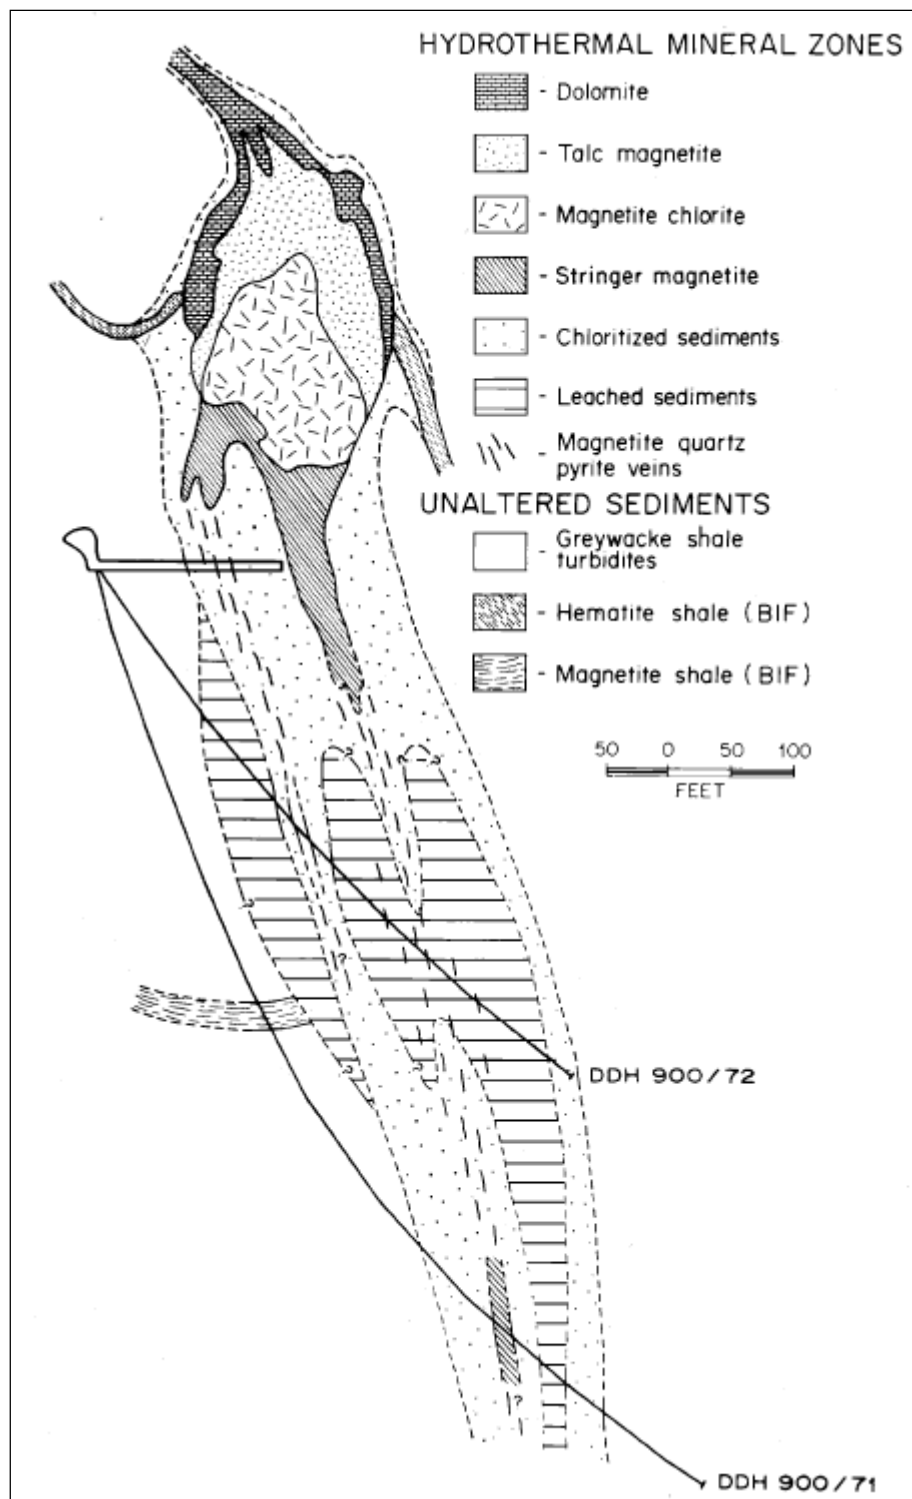 HYDROTHERMAL MINERAL ZONES
- Dolomite
- Talc magnetite
- Magnetite chlorite
- Stringer magnetite
- Chloritized sediments
- Leached sediments
- Magnetite quartz
pyrite veins
UNALTERED SEDIMENTS
- Greywacke shale
turbidites
- Hematite shale (BIF)
- Magnetite shale (BIF)
50 0 50 100
FEET
?
?
?
?
?
?
?
?
DDH 900/72
?
DDH 900/71